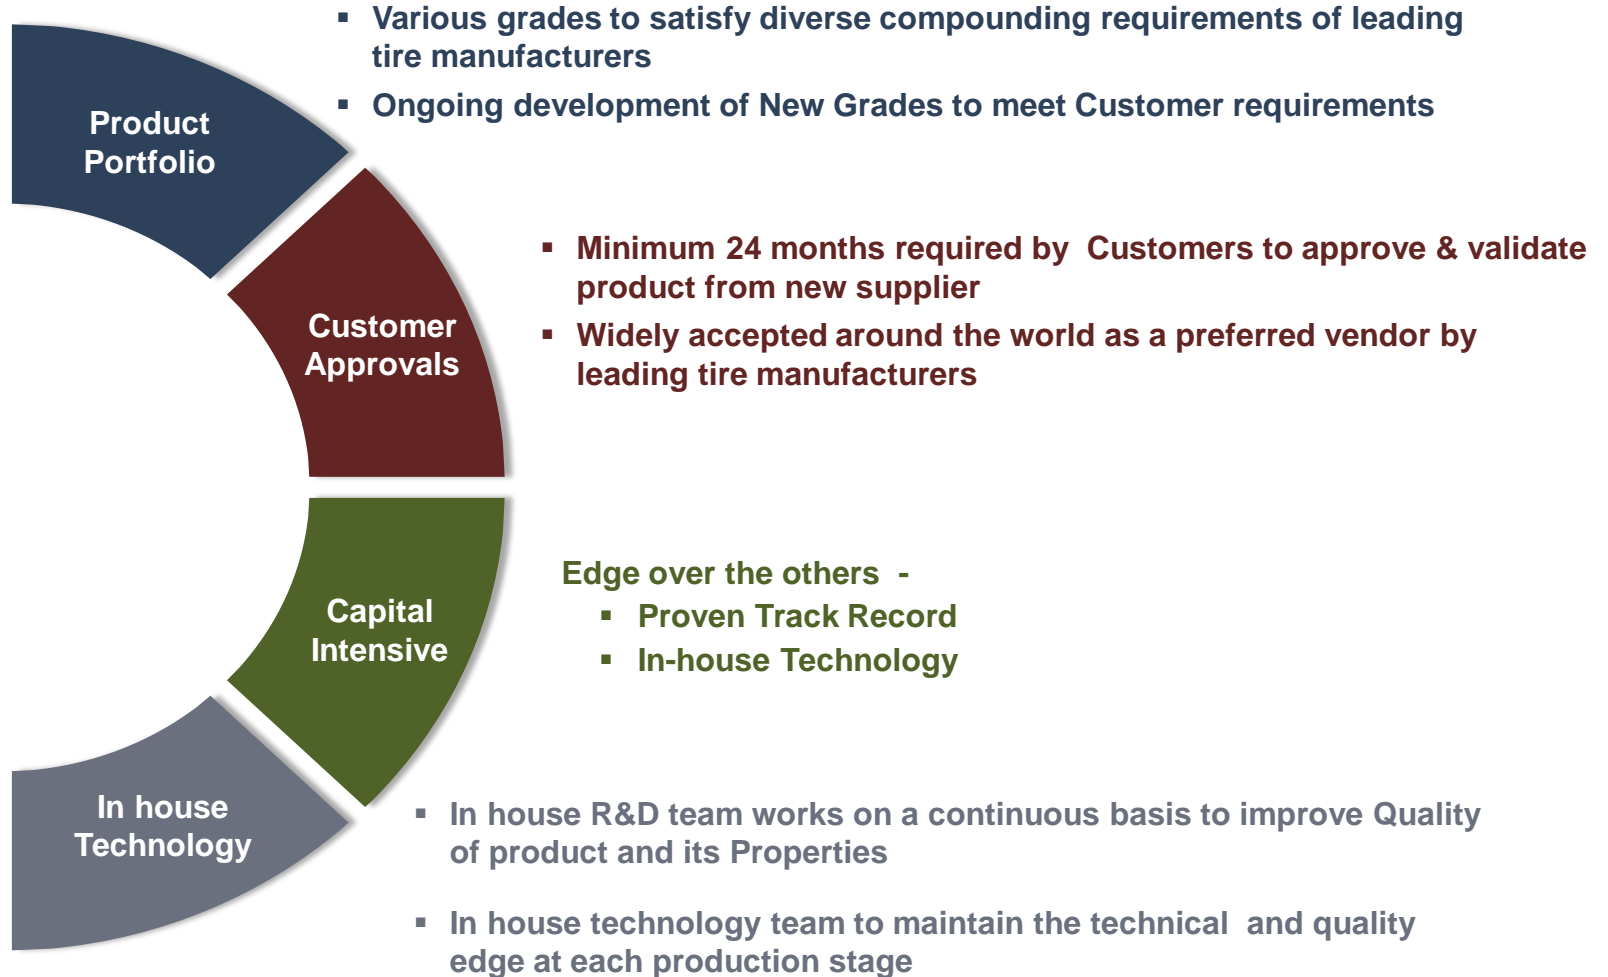 ▪ Various grades to satisfy diverse compounding requirements of leading
tire manufacturers
▪ Ongoing development of New Grades to meet Customer requirements
Product
Portfolio
▪ Minimum 24 months required by Customers to approve & validate
product from new supplier
▪ Widely accepted around the world as a preferred vendor by
leading tire manufacturers
Customer
Approvals
Edge over the others -
▪ Proven Track Record
▪ In-house Technology
Capital
Intensive
▪ In house R&D team works on a continuous basis to improve Quality
of product and its Properties
▪ In house technology team to maintain the technical and quality
edge at each production stage
In house
Technology